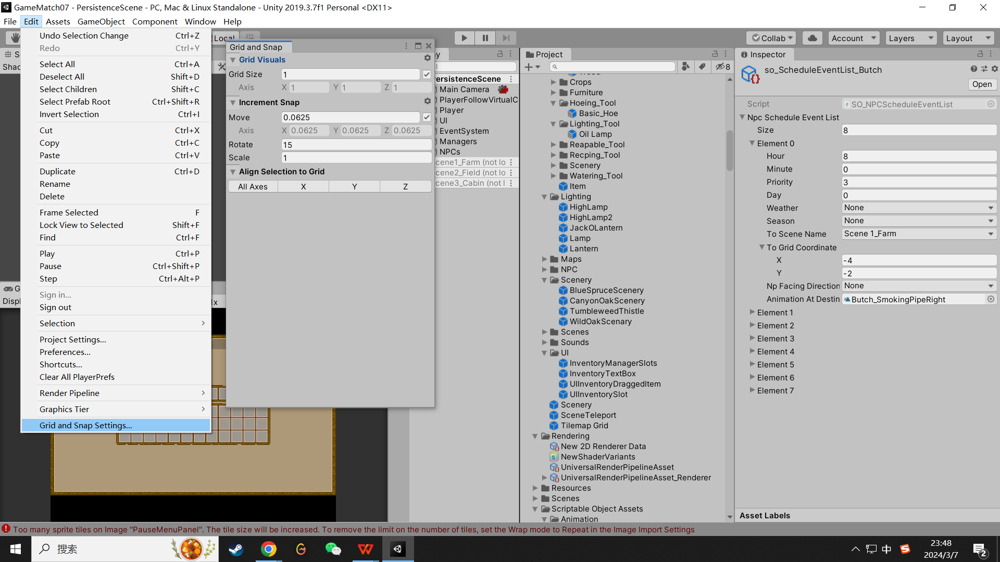 GameMatch07 - PersistenceScene - PC, Mac & Linux Standalone - Unity 2019.3.7f1 Personal <DX11>
File Edit Assets GameObject Component Window Help
Undo Selection Change Ctrl+Z
Redo Ctrl+Y
Select All Ctrl+A
Deselect All Shift+D
Select Children Shift+C
Select Prefab Root Ctrl+Shift+R
Invert Selection Ctrl+I
Cut Ctrl+X
Copy Ctrl+C
Paste Ctrl+V
Duplicate Ctrl+D
Rename
Delete
Frame Selected F
Lock View to Selected Shift+F
Find Ctrl+F
Play Ctrl+P
Pause Ctrl+Shift+P
Step Ctrl+Alt+P
Sign in...
Sign out
Selection
Project Settings...
Preferences...
Shortcuts...
Clear All PlayerPrefs
Render Pipeline
Graphics Tier
Grid and Snap Settings...
Local
Collab
Account
Layers
Layout
Grid and Snap
Grid Visuals
Grid Size 1
Axis X 1 Y 1 Z 1
Increment Snap
Move 0.0625
Axis X 0.0625 Y 0.0625 Z 0.0625
Rotate 15
Scale 1
Align Selection to Grid
All Axes X Y Z
ersistenceScene
Main Camera
PlayerFollowVirtualC
Player
UI
EventSystem
Managers
NPCs
cene1_Farm (not lo
cene2_Field (not lo
cene3_Cabin (not l
Project
8
Crops
Furniture
Hoeing_Tool
Basic_Hoe
Lighting_Tool
Oil Lamp
Reapable_Tool
Recping_Tool
Scenery
Watering_Tool
Item
Lighting
HighLamp
HighLamp2
JackOLantern
Lamp
Lantern
Maps
NPC
Scenery
BlueSpruceScenery
CanyonOakScenery
TumbleweedThistle
WildOakScenary
Scenes
Sounds
UI
InventoryManagerSlots
InventoryTextBox
UIInventoryDraggedItem
UIInventorySlot
Scenery
SceneTeleport
Tilemap Grid
Rendering
New 2D Renderer Data
NewShaderVariants
UniversalRenderPipelineAsset
UniversalRenderPipelineAsset_Renderer
Resources
Scenes
Scriptable Object Assets
Animation
Inspector
so_ScheduleEventList_Butch
Open
Script SO_NPCScheduleEventList
Npc Schedule Event List
Size 8
Element 0
Hour 8
Minute 0
Priority 3
Day 0
Weather None
Season None
To Scene Name Scene 1_Farm
To Grid Coordinate
X -4
Y -2
Np Facing Direction None
Animation At Destin Butch_SmokingPipeRight
Element 1
Element 2
Element 3
Element 4
Element 5
Element 6
Element 7
Asset Labels
Too many sprite tiles on Image "PauseMenuPanel". The tile size will be increased. To remove the limit on the number of tiles, set the Wrap mode to Repeat in the Image Import Settings
搜索
中
23:48
2024/3/7
2